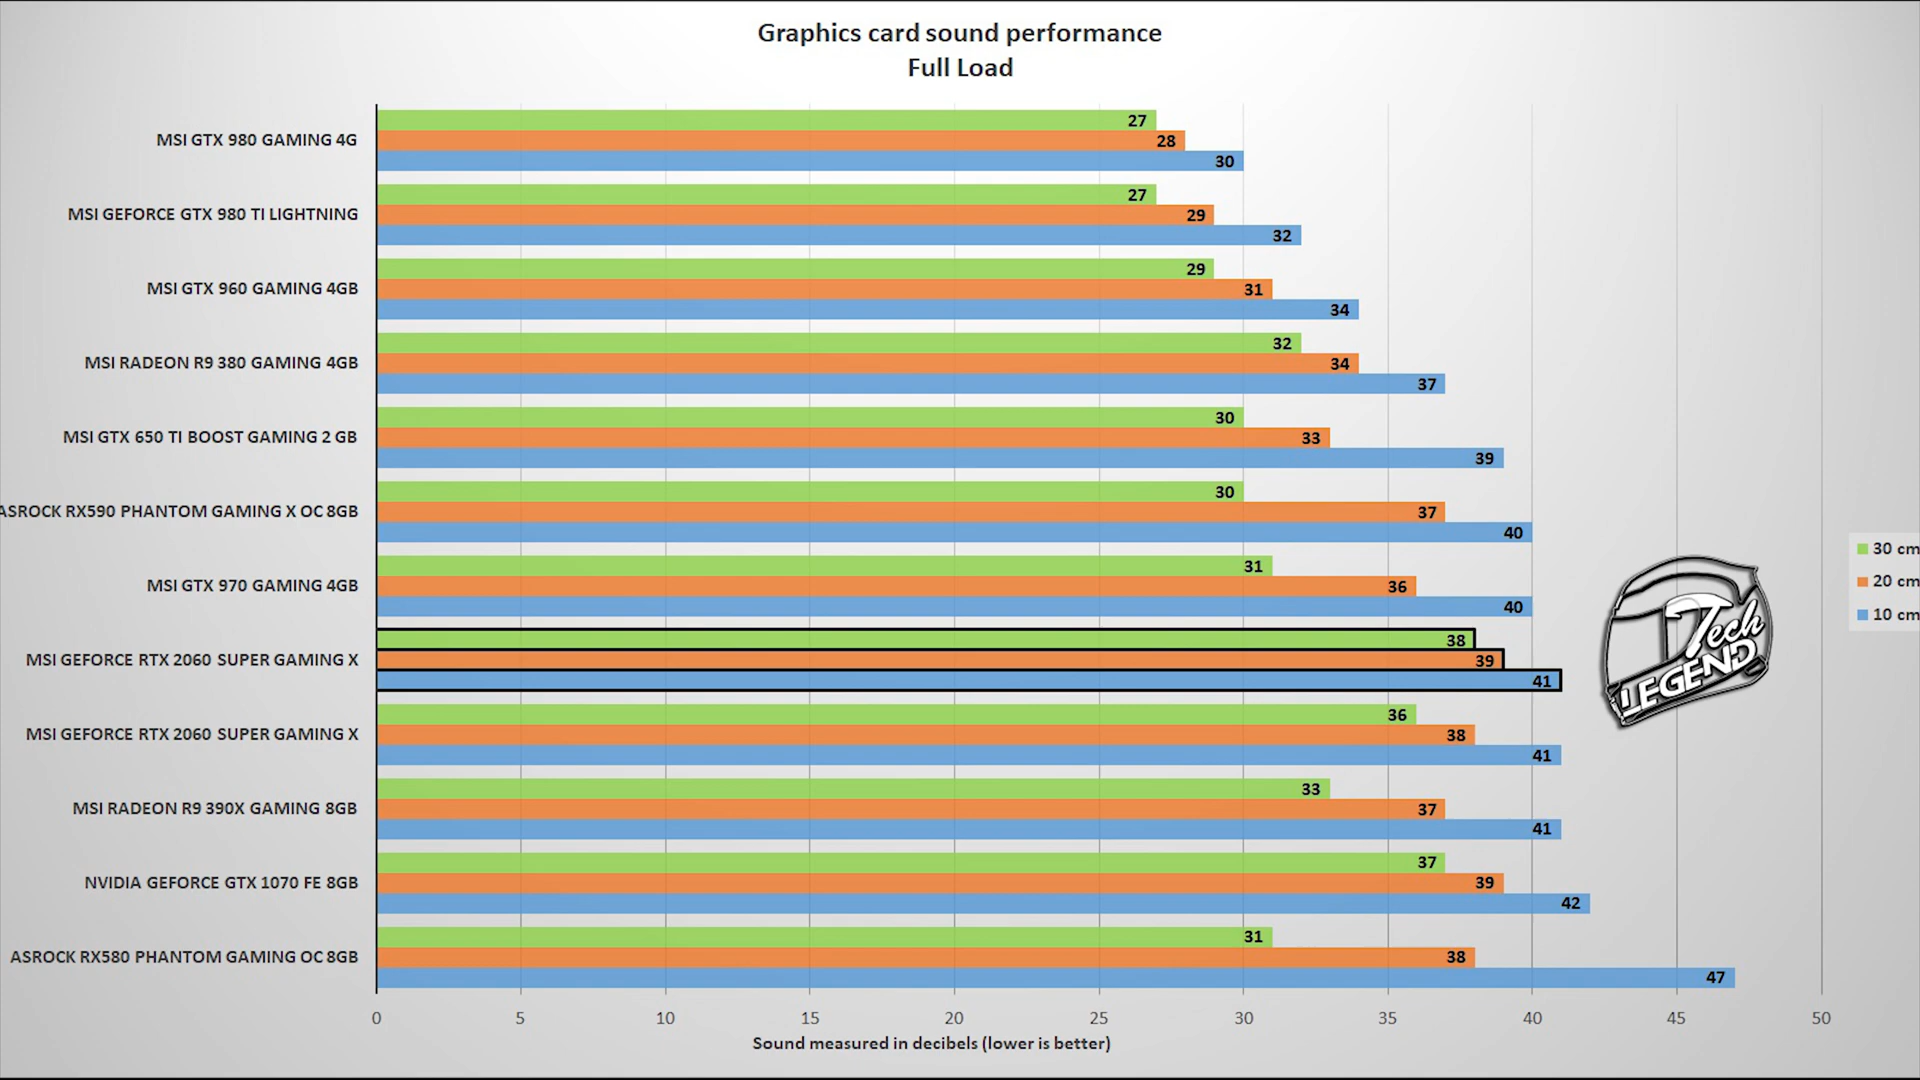 Graphics card sound performance
Full Load
MSI GTX 980 GAMING 4G
27
28
30
MSI GEFORCE GTX 980 TI LIGHTNING
27
29
32
MSI GTX 960 GAMING 4GB
29
31
34
MSI RADEON R9 380 GAMING 4GB
32
34
37
MSI GTX 650 TI BOOST GAMING 2 GB
30
33
39
ASROCK RX590 PHANTOM GAMING X OC 8GB
30
37
40
MSI GTX 970 GAMING 4GB
31
36
40
MSI GEFORCE RTX 2060 SUPER GAMING X
38
39
41
MSI GEFORCE RTX 2060 SUPER GAMING X
36
38
41
MSI RADEON R9 390X GAMING 8GB
33
37
41
NVIDIA GEFORCE GTX 1070 FE 8GB
37
39
42
ASROCK RX580 PHANTOM GAMING OC 8GB
31
38
47
30 cm
20 cm
10 cm
Tech
LEGEND
0 5 10 15 20 25 30 35 40 45 50
Sound measured in decibels (lower is better)